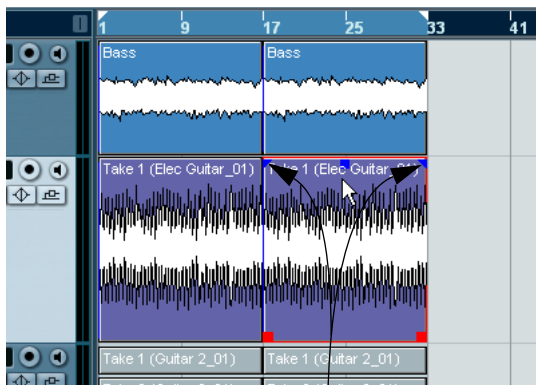 1 9 17 25 33 41
Bass Bass
Take 1 (Elec Guitar_01) Take 1 (Elec Guitar_01)
Take 1 (Guitar 2_01) Take 1 (Guitar 2_01)